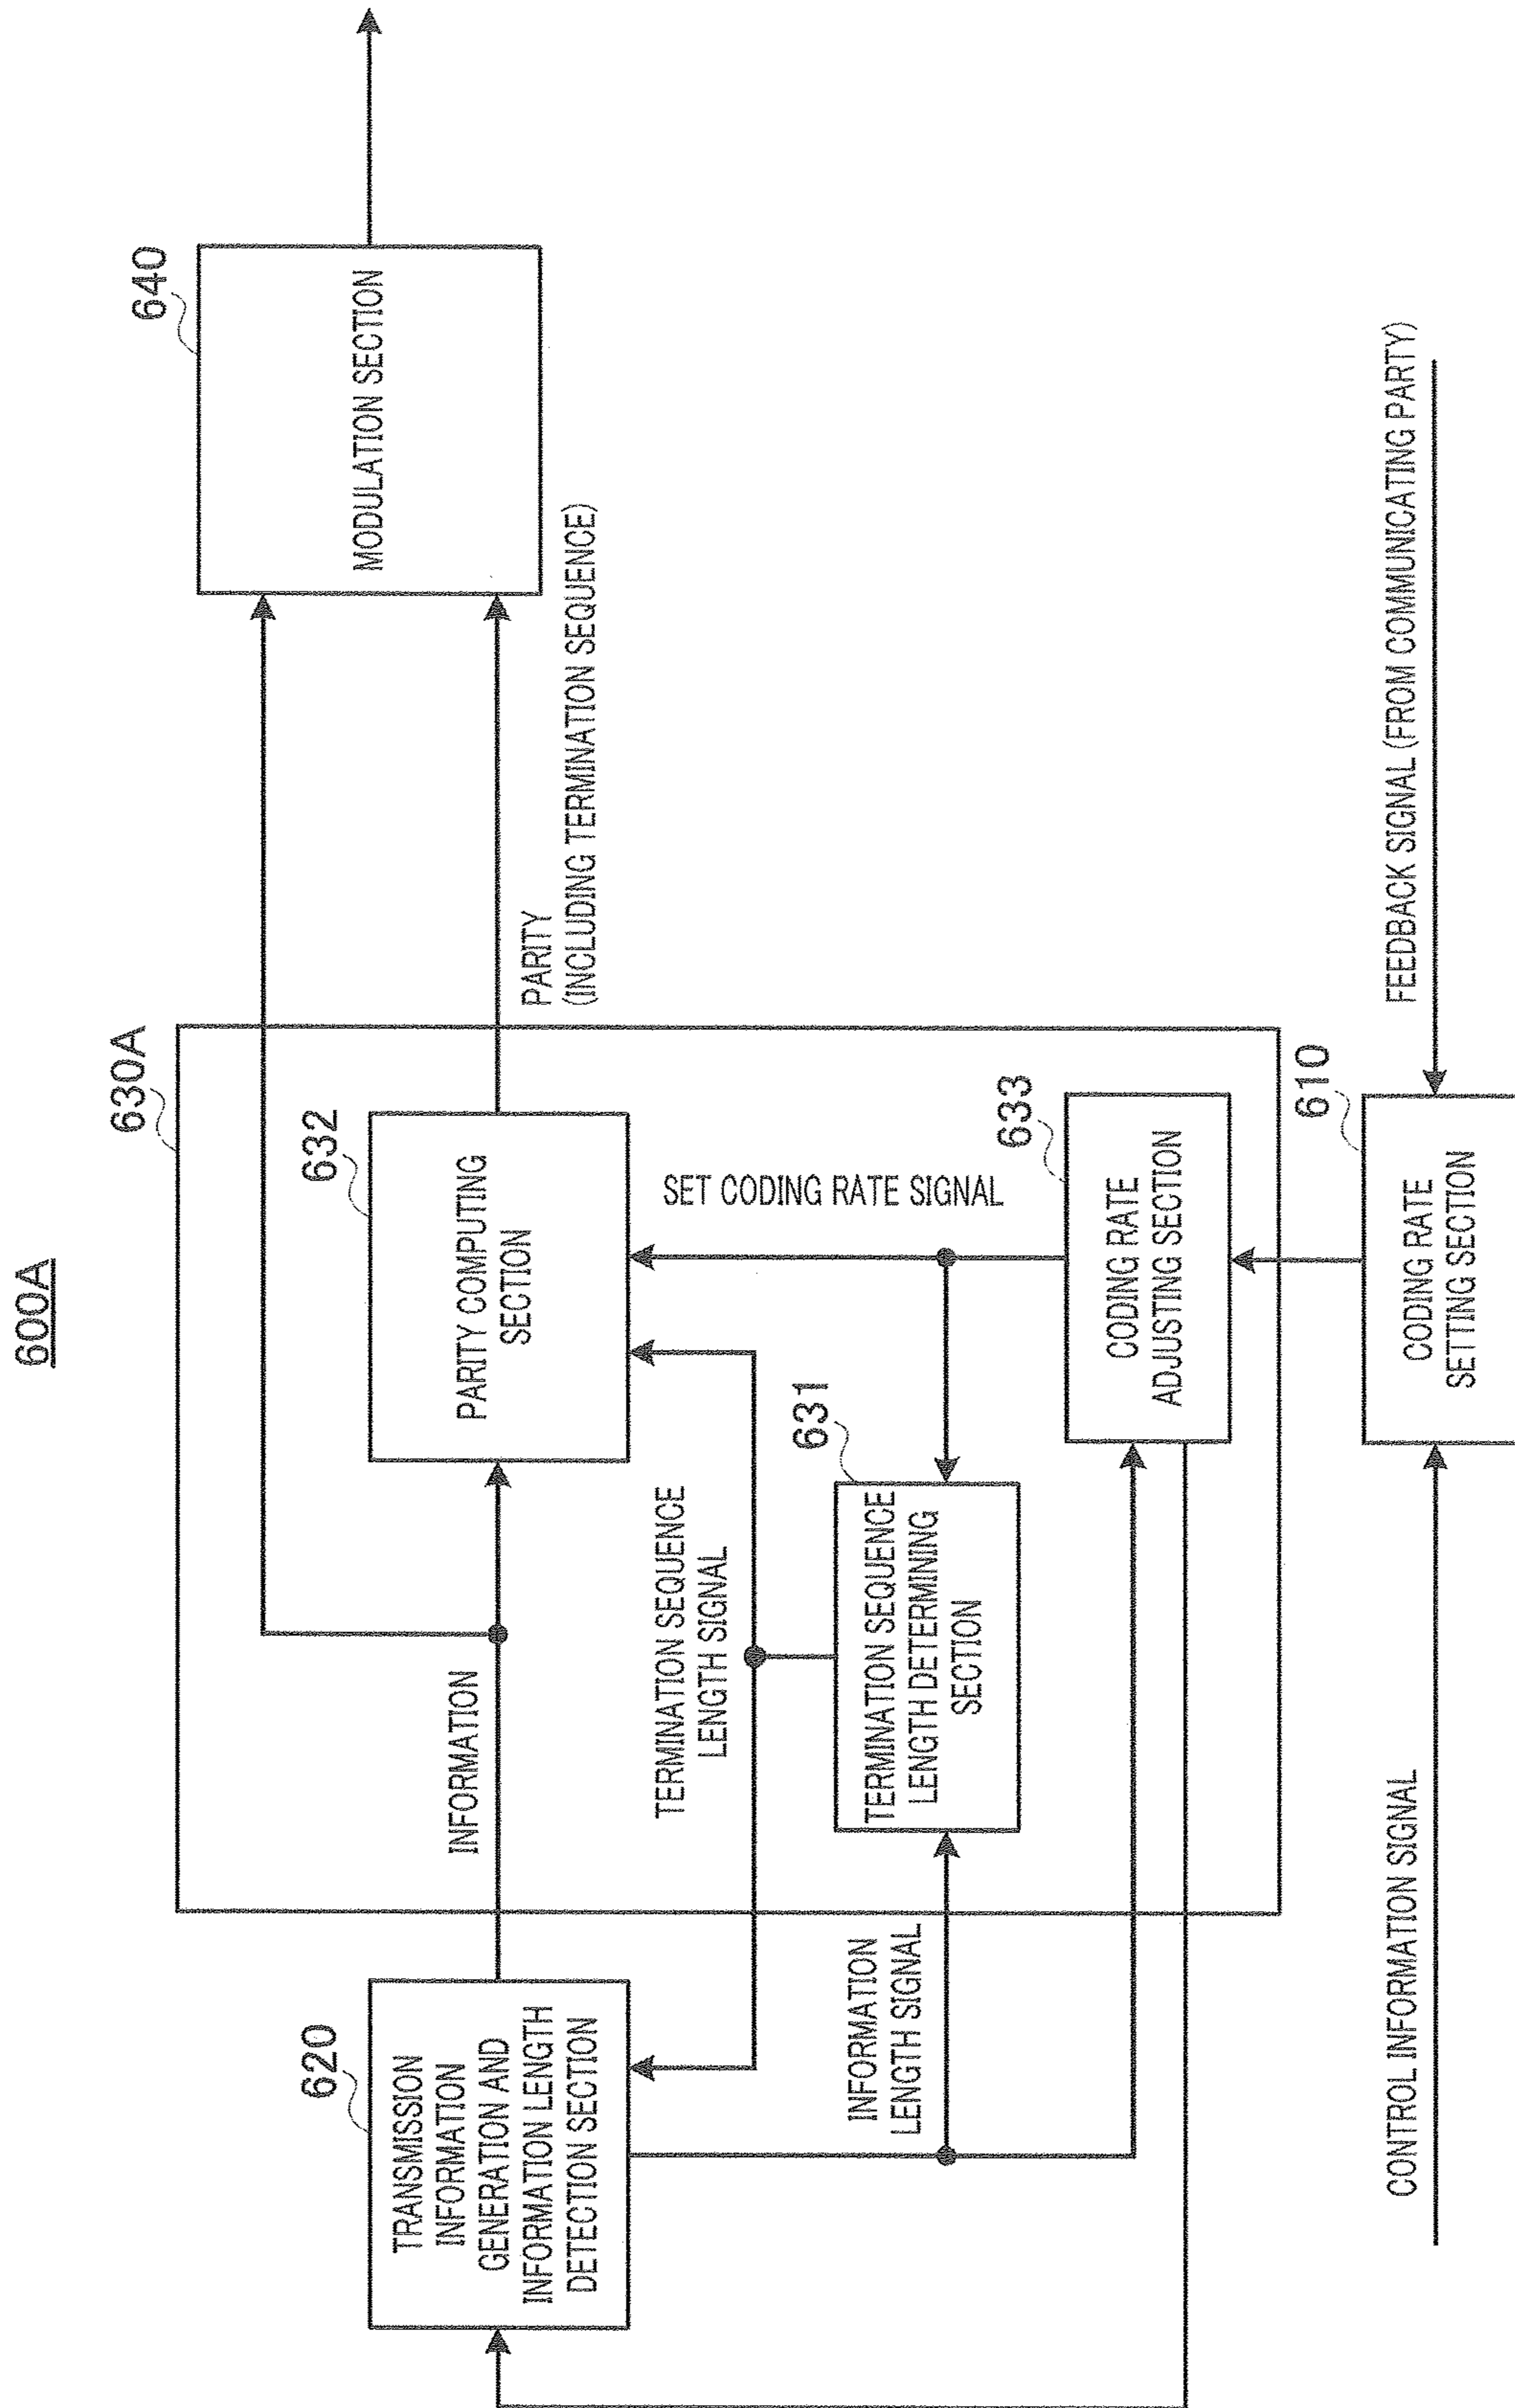 600A
620
TRANSMISSION
INFORMATION
GENERATION AND
INFORMATION LENGTH
DETECTION SECTION
INFORMATION
630A
632
PARITY COMPUTING
SECTION
PARITY
(INCLUDING TERMINATION SEQUENCE)
640
MODULATION SECTION
TERMINATION SEQUENCE
LENGTH SIGNAL
SET CODING RATE SIGNAL
INFORMATION
LENGTH SIGNAL
631
TERMINATION SEQUENCE
LENGTH DETERMINING
SECTION
633
CODING RATE
ADJUSTING SECTION
CONTROL INFORMATION SIGNAL
610
CODING RATE
SETTING SECTION
FEEDBACK SIGNAL (FROM COMMUNICATING PARTY)